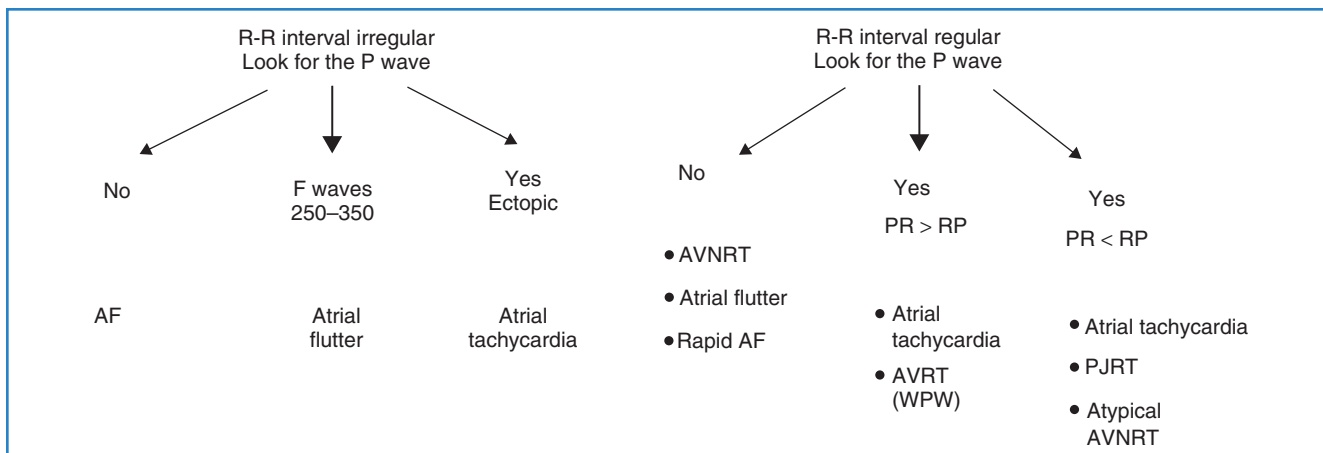 R-R interval irregular
Look for the P wave
No
F waves
250–350
Yes
Ectopic
AF
Atrial
flutter
Atrial
tachycardia
R-R interval regular
Look for the P wave
No
• AVNRT
• Atrial flutter
• Rapid AF
Yes
PR > RP
• Atrial
tachycardia
• AVRT
(WPW)
Yes
PR < RP
• Atrial tachycardia
• PJRT
• Atypical
AVNRT